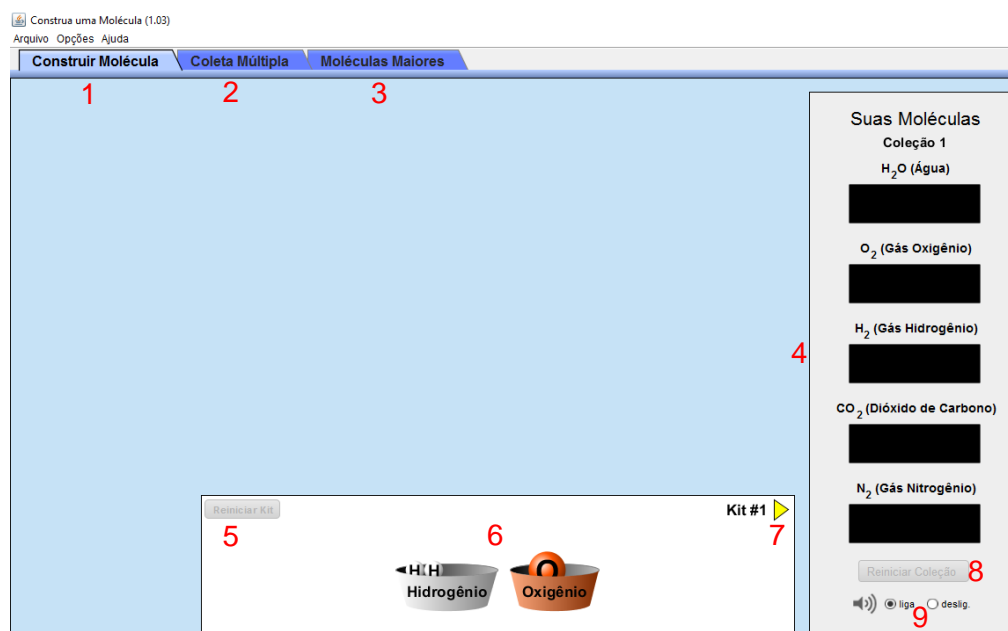 Construa uma Molécula (1.03)
Arquivo Opções Ajuda
Construir Molécula Coleta Múltipla Moléculas Maiores
1 2 3
Suas Moléculas
Coleção 1
H2O (Água)
O2 (Gás Oxigênio)
H2 (Gás Hidrogênio)
4
CO2 (Dióxido de Carbono)
N2 (Gás Nitrogênio)
Reiniciar Kit Kit #1
5 6 7
H H O
Hidrogênio Oxigênio
Reiniciar Coleção 8
liga deslig.
9